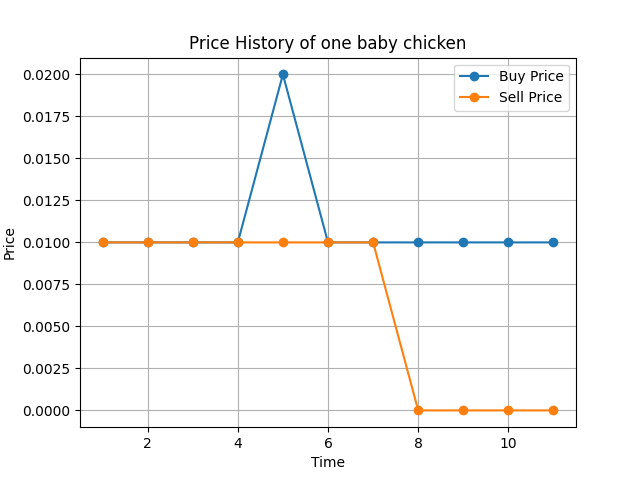 Price History of one baby chicken
Buy Price
Sell Price
0.0200
0.0175
0.0150
0.0125
0.0100
0.0075
0.0050
0.0025
0.0000
Price
2 4 6 8 10
Time